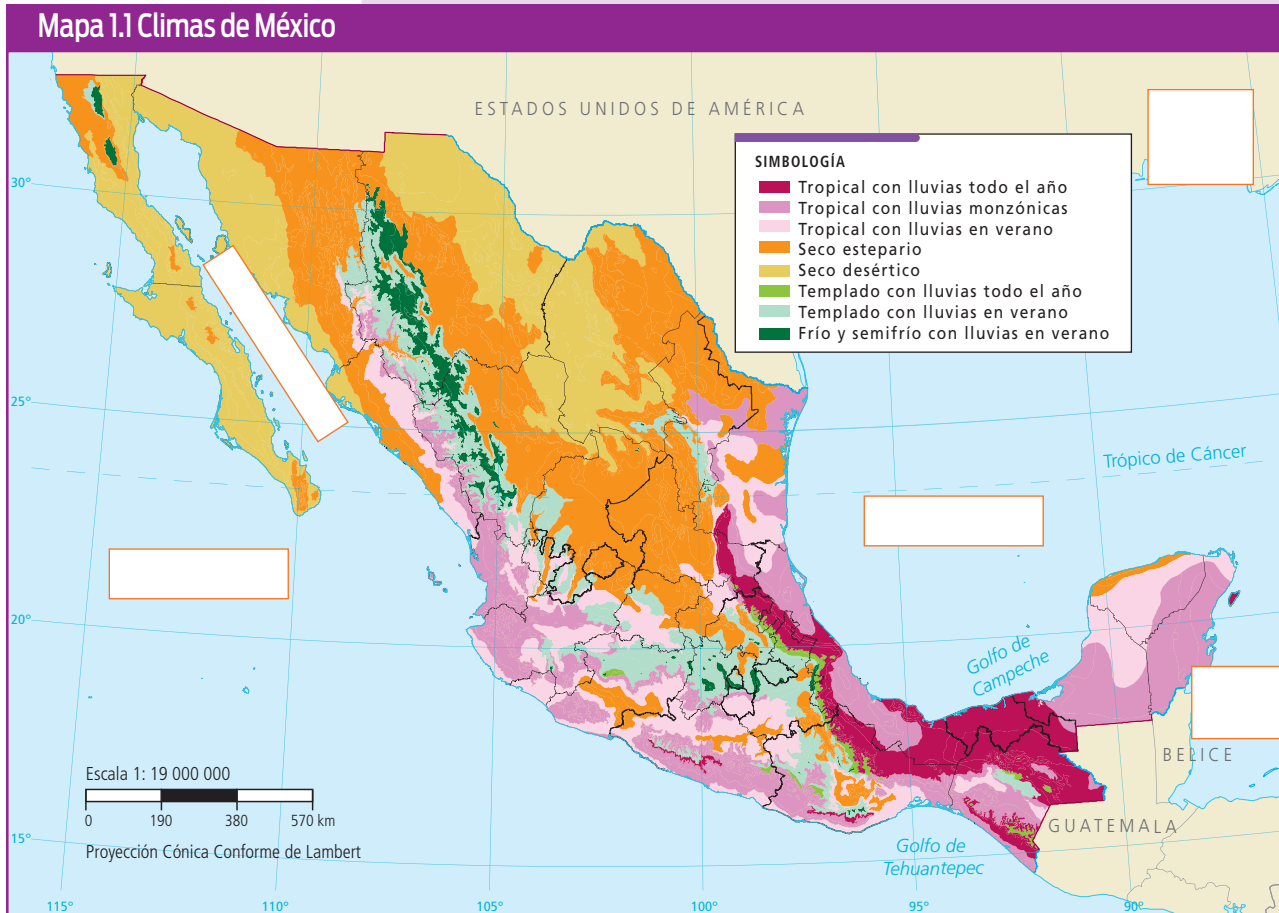 Mapa 1.1 Climas de México
ESTADOS UNIDOS DE AMÉRICA
SIMBOLOGÍA
Tropical con lluvias todo el año
Tropical con lluvias monzónicas
Tropical con lluvias en verano
Seco estepario
Seco desértico
Templado con lluvias todo el año
Templado con lluvias en verano
Frío y semifrío con lluvias en verano
30°
25°
Trópico de Cáncer
20°
Golfo de
Campeche
BELICE
Escala 1: 19 000 000
0 190 380 570 km
Proyección Cónica Conforme de Lambert
GUATEMALA
15°
Golfo de
Tehuantepec
115° 110° 105° 100° 95° 90°